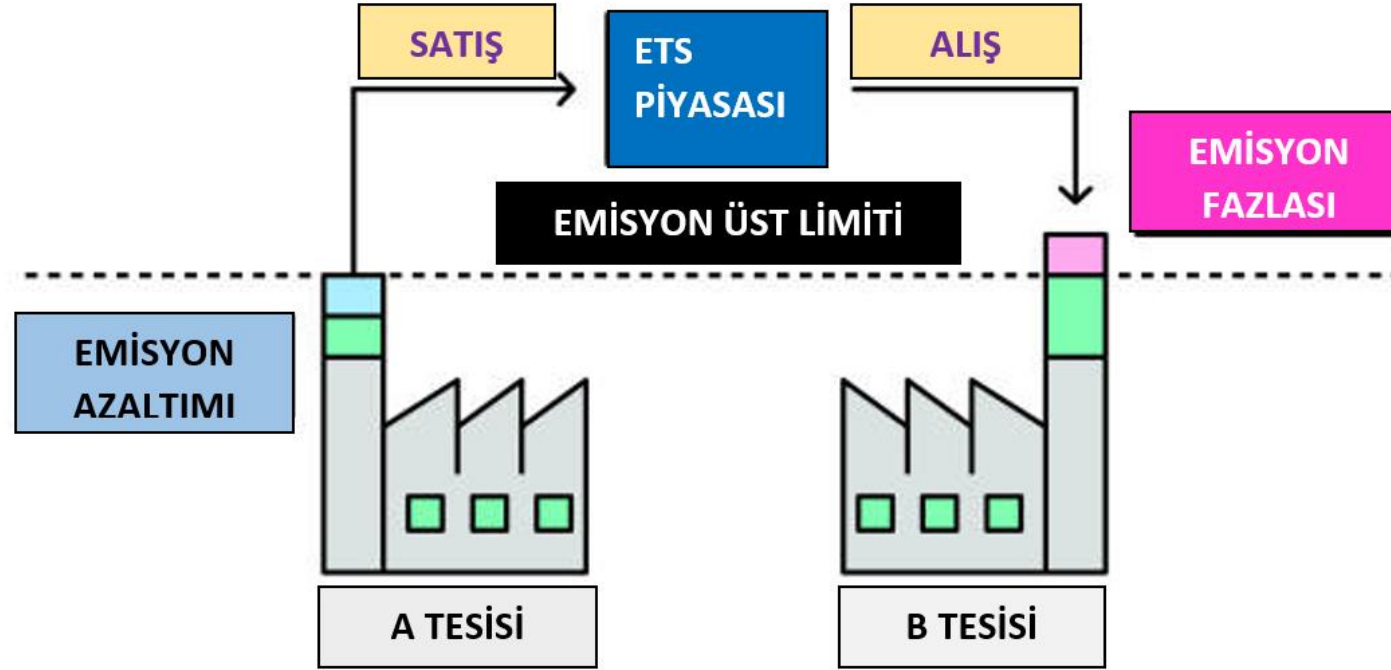 SATIŞ
ETS
PİYASASI
ALIŞ
EMİSYON
FAZLASI
EMİSYON ÜST LİMİTİ
EMİSYON
AZALTIMI
A TESİSİ
B TESİSİ